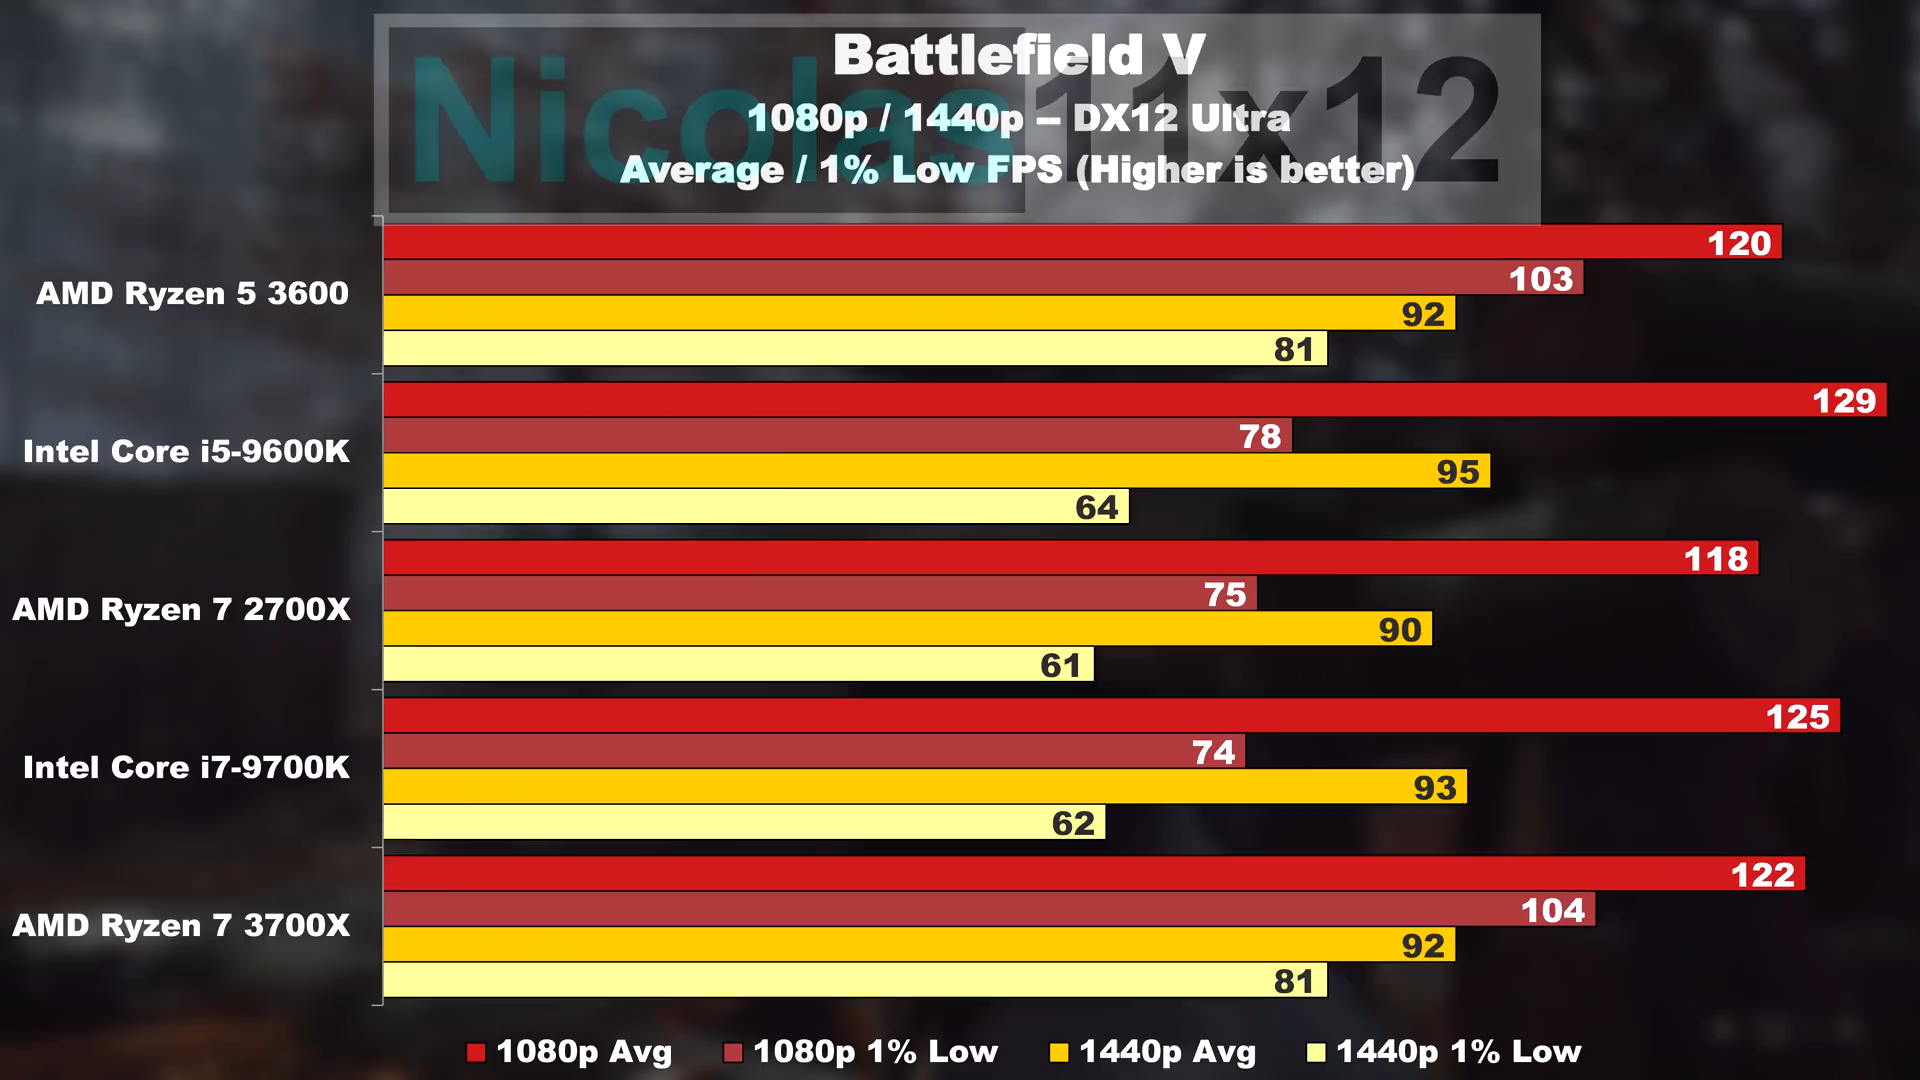 Nicolas11x12
Battlefield V
1080p / 1440p – DX12 Ultra
Average / 1% Low FPS (Higher is better)
AMD Ryzen 5 3600
120
103
92
81
Intel Core i5-9600K
129
78
95
64
AMD Ryzen 7 2700X
118
75
90
61
Intel Core i7-9700K
125
74
93
62
AMD Ryzen 7 3700X
122
104
92
81
1080p Avg 1080p 1% Low 1440p Avg 1440p 1% Low